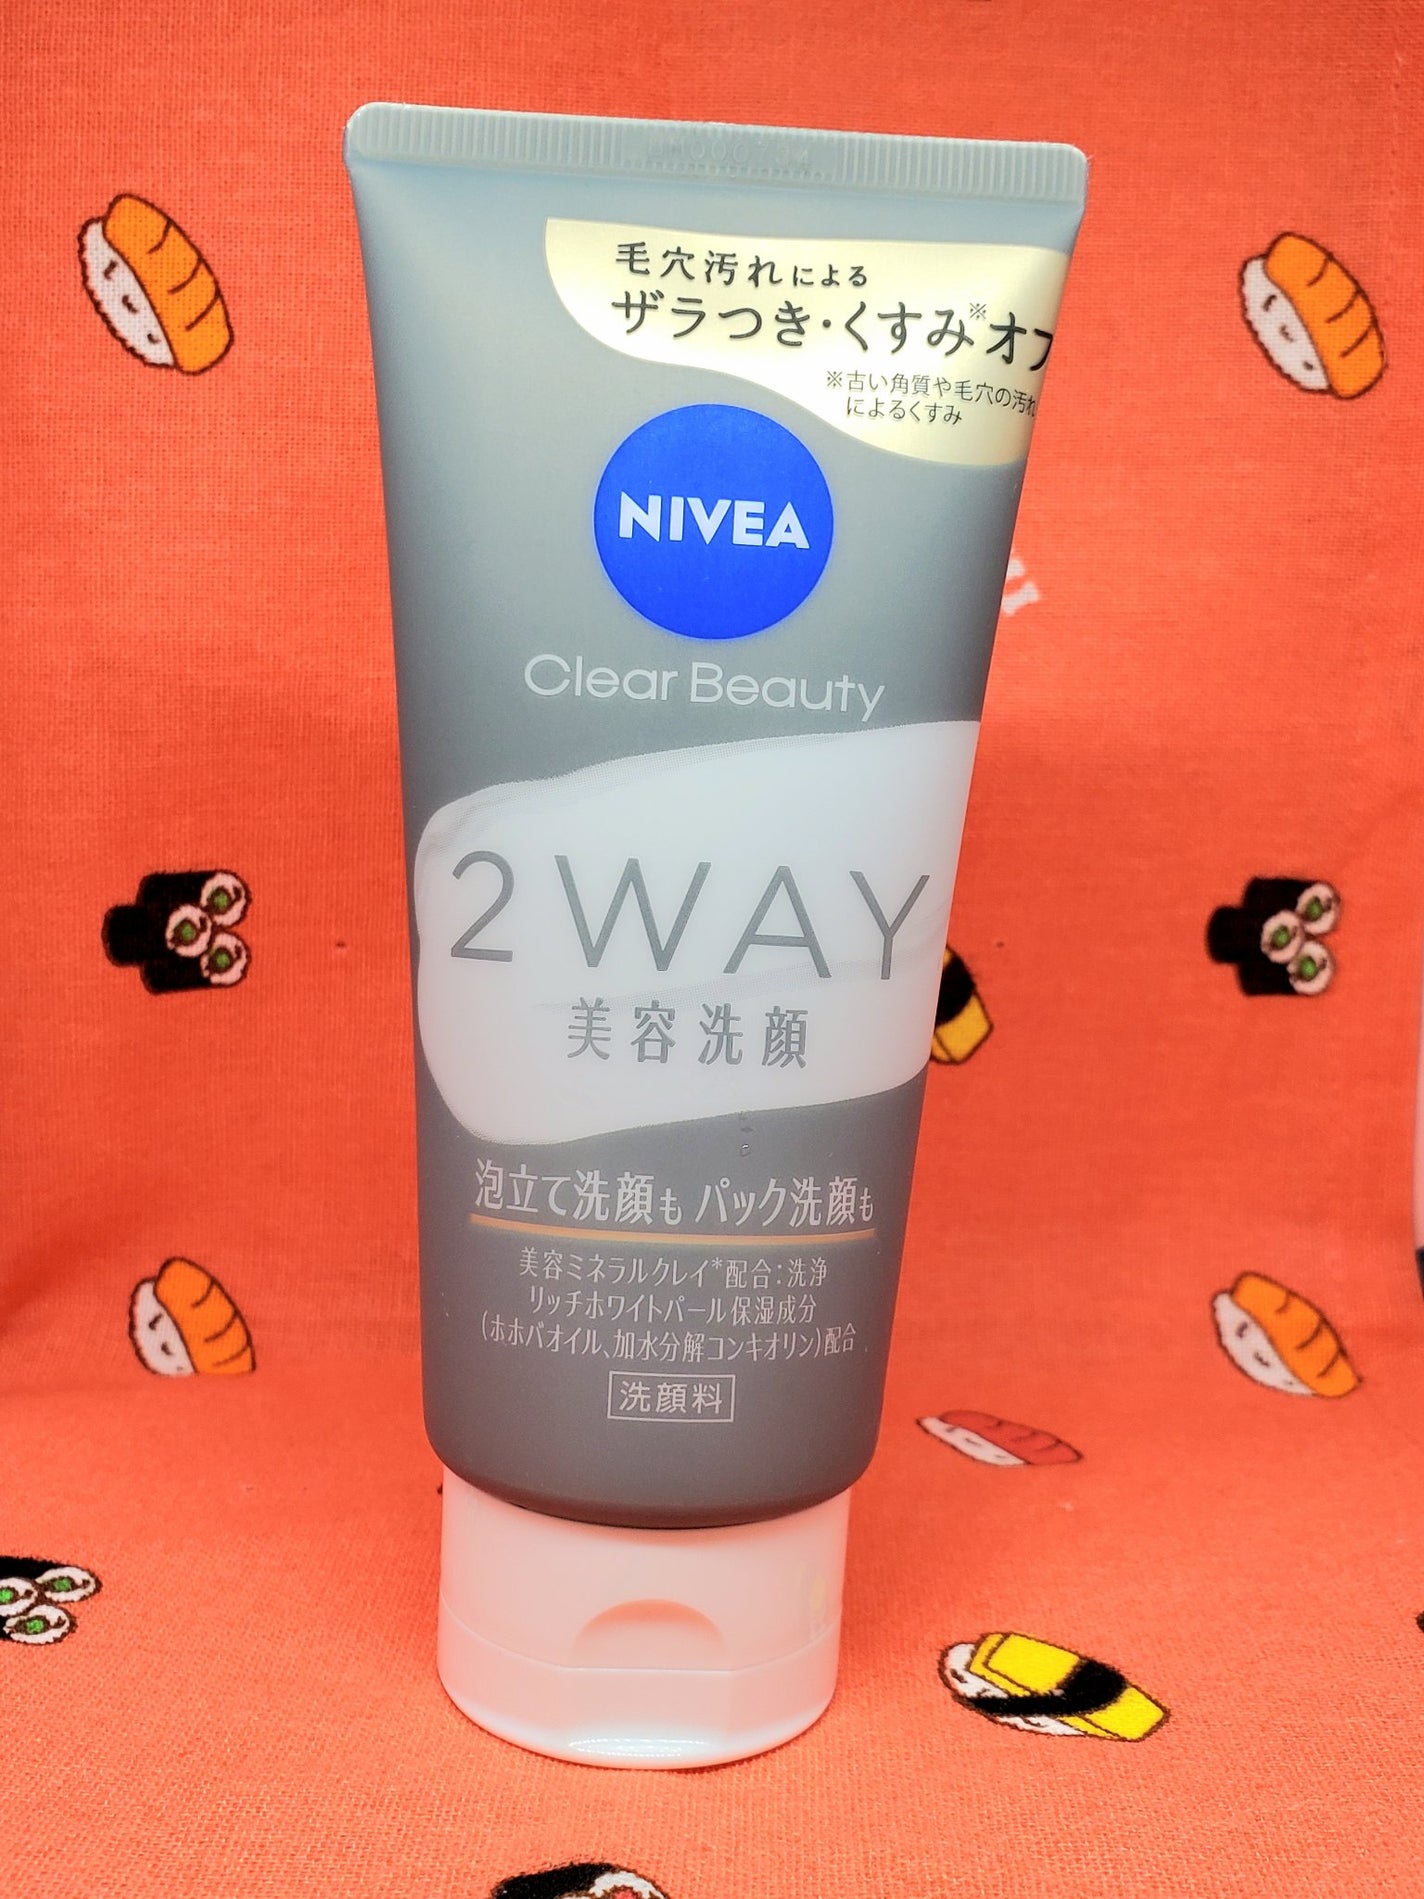 毛穴汚れによる
ザラつき・くすみ※オフ
※古い角質や毛穴の汚れ
によるくすみ
NIVEA
Clear Beauty
2 WAY
美容洗顔
泡立て洗顔も パック洗顔も
美容ミネラルクレイ*配合:洗浄
リッチホワイトパール保湿成分
(ホホバオイル、加水分解コンキオリン)配合
洗顔料